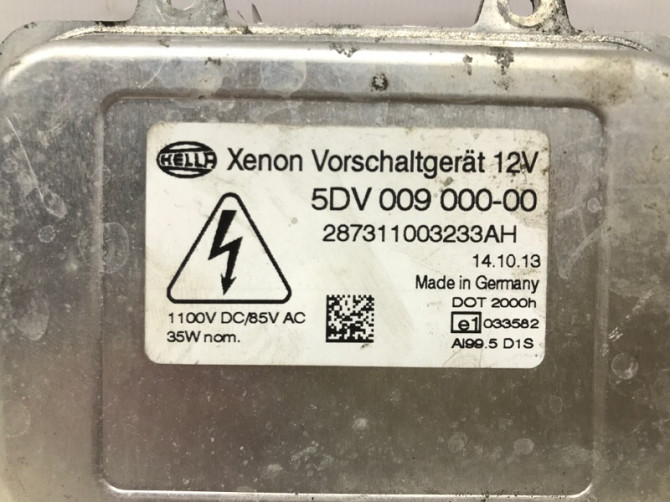 HELLA Xenon Vorschaltgerät 12V
5DV 009 000-00
287311003233AH
14.10.13
Made in Germany
DOT 2000h
1100V DC/85V AC
e1 033582
35W nom.
Al99.5 D1S